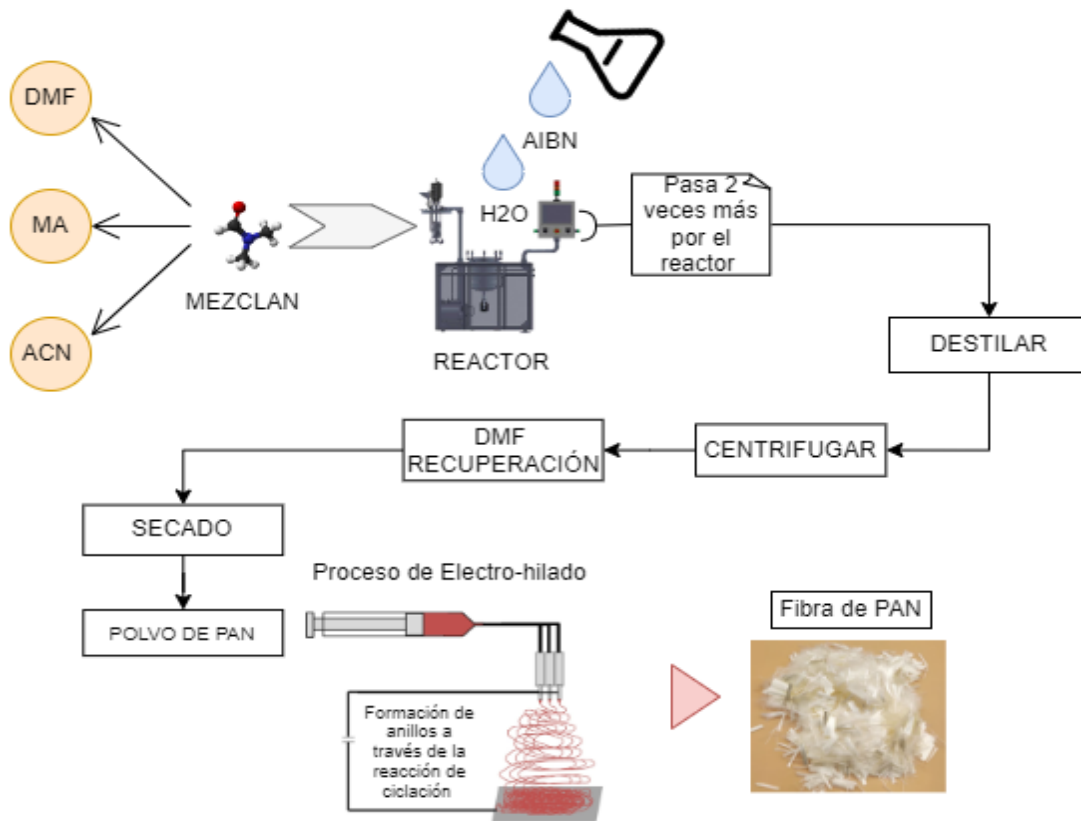 DMF
MA
ACN
MEZCLAN
AIBN
H2O
REACTOR
Pasa 2
veces más
por el
reactor
DESTILAR
CENTRIFUGAR
DMF
RECUPERACIÓN
SECADO
POLVO DE PAN
Proceso de Electro-hilado
Formación de
anillos a
través de la
reacción de
ciclación
Fibra de PAN